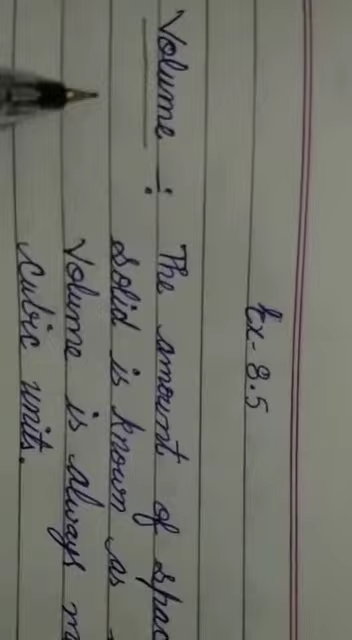 Ex- 8.5
Volume :- The amount of spac
solid is known as
Volume is always m
cubic units.